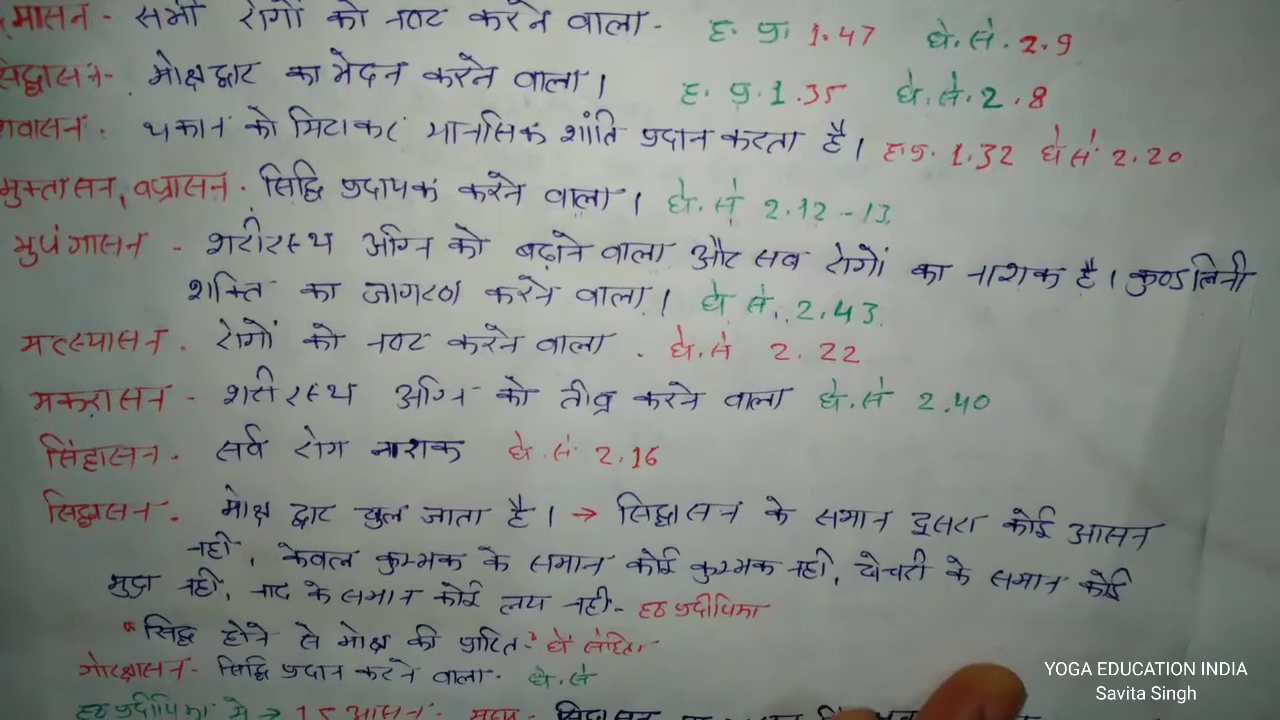 मासन - सभी रोगों को नष्ट करने वाला - ह. प्र. 1.47 घे.सं. 2.9
सिद्धासन - मोक्ष द्वार का भेदन करने वाला। ह. प्र. 1.35 घे.सं. 2.8
शवासन - थकान को मिटाकर मानसिक शांति प्रदान करता है। ह.प्र. 1.32 घे सं. 2.20
मुक्तासन, वज्रासन - सिद्धि प्रदायक करने वाला। घे.सं 2.12-13
भुजंगासन - शरीरस्थ अग्नि को बढ़ाने वाला और सब रोगों का नाशक है। कुण्डलिनी
शक्ति का जागरण करने वाला। घे सं. 2.43
मत्स्यासन - रोगों को नष्ट करने वाला - घे.सं 2.22
मकरासन - शरीरस्थ अग्नि को तीव्र करने वाला घे.सं 2.40
सिंहासन - सर्व रोग नाशक घे.सं. 2.16
सिद्धासन - मोक्ष द्वार खुल जाता है। → सिद्धासन के समान दूसरा कोई आसन
नहीं, केवल कुम्भक के समान कोई कुम्भक नहीं, खेचरी के समान कोई
मुद्रा नहीं, नाद के समान कोई लय नहीं - हठ प्रदीपिका
"सिद्ध होने से मोक्ष की प्राप्ति" घे संहिता
गोरक्षासन - सिद्धि प्रदान करने वाला - घे.सं
हठ प्रदीपिका में → 15 आसन - सिद्धासन
YOGA EDUCATION INDIA
Savita Singh